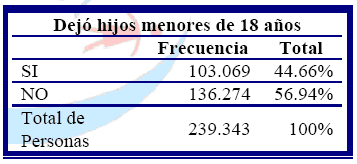 Dejó hijos menores de 18 años
Frecuencia Total
SI 103.069 44.66%
NO 136.274 56.94%
Total de
Personas 239.343 100%